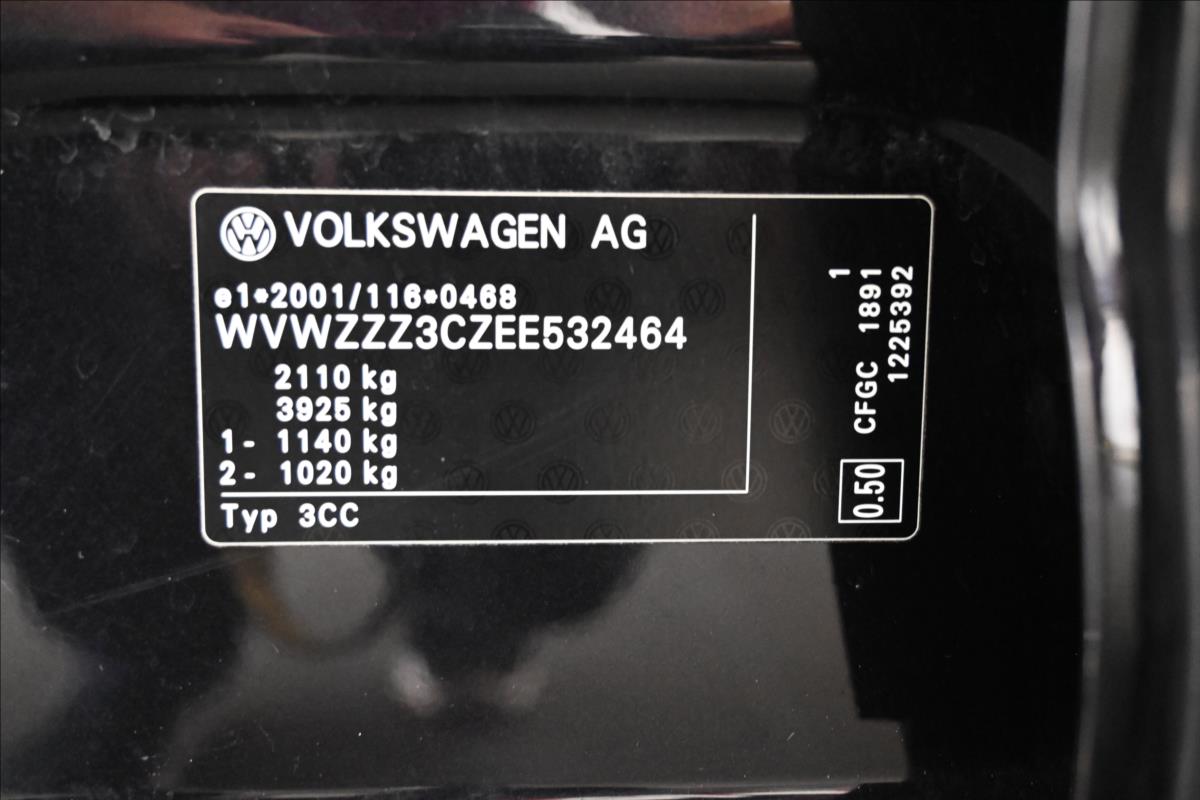 VOLKSWAGEN AG
e1*2001/116*0468
WVWZZZ3CZEE532464
2110 kg
3925 kg
1- 1140 kg
2- 1020 kg
Typ 3CC
1
CFGC 1891
1225392
0.50